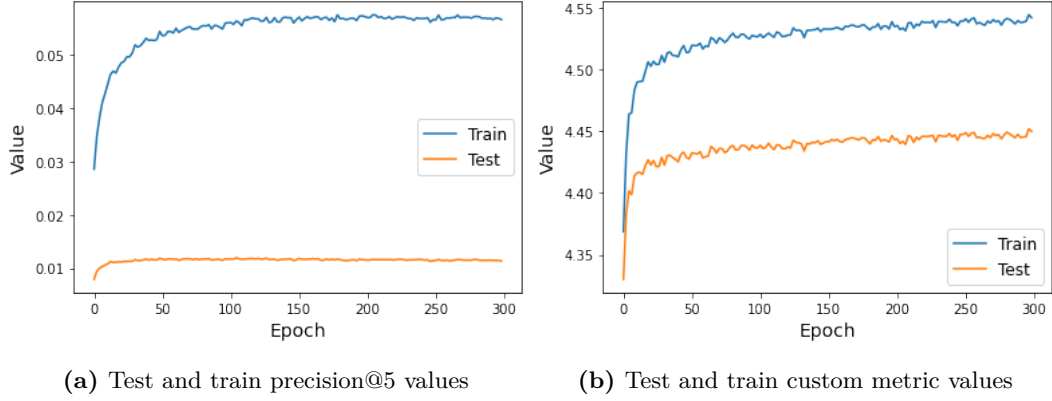 0.05
0.04
0.03
0.02
0.01
Value
Train
Test
0 50 100 150 200 250 300
Epoch
(a) Test and train precision@5 values
4.55
4.50
4.45
4.40
4.35
Value
Train
Test
0 50 100 150 200 250 300
Epoch
(b) Test and train custom metric values